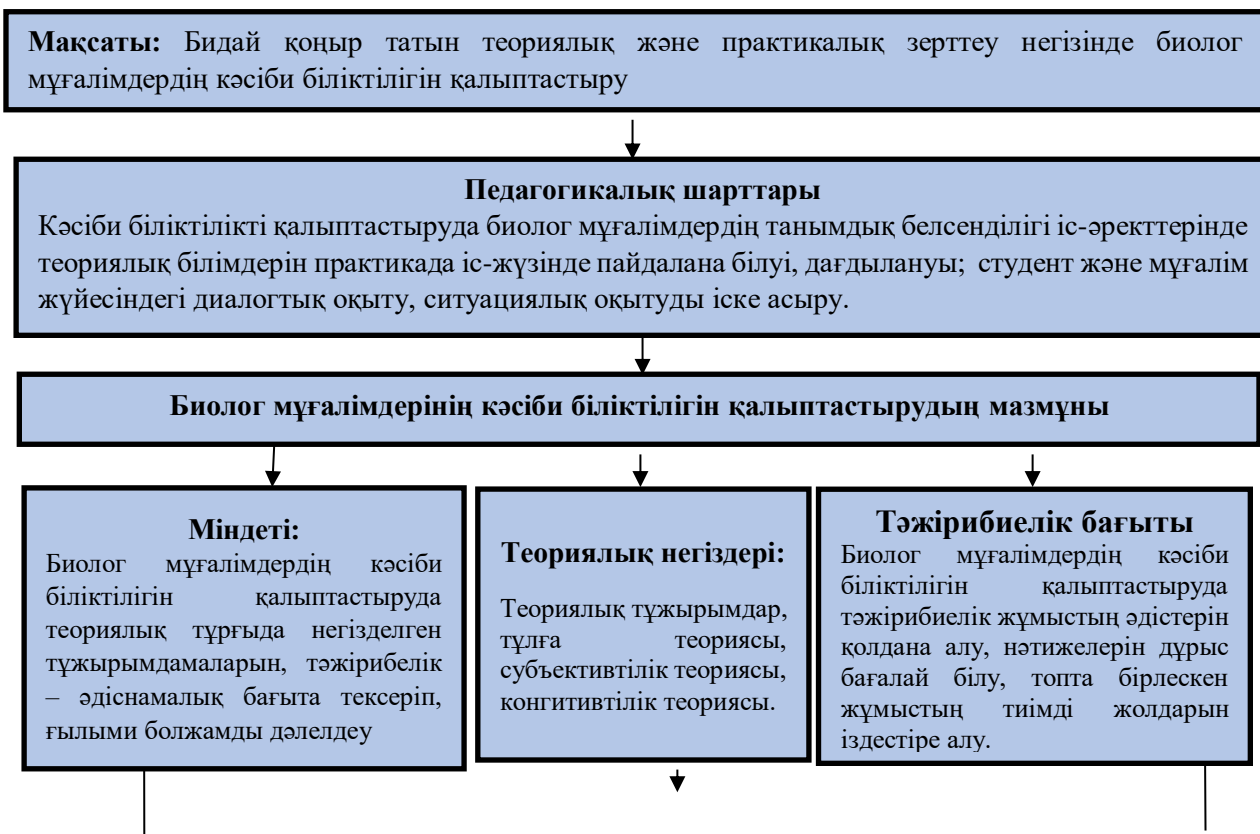 Мақсаты: Бидай қоңыр татын теориялық және практикалық зерттеу негізінде биолог
мұғалімдердің кәсіби біліктілігін қалыптастыру
Педагогикалық шарттары
Кәсіби біліктілікті қалыптастыруда биолог мұғалімдердің танымдық белсенділігі іс-әректтерінде
теориялық білімдерін практикада іс-жүзінде пайдалана білуі, дағдылануы; студент және мұғалім
жүйесіндегі диалогтық оқыту, ситуациялық оқытуды іске асыру.
Биолог мұғалімдерінің кәсіби біліктілігін қалыптастырудың мазмұны
Міндеті:
Биолог мұғалімдердің кәсіби
біліктілігін қалыптастыруда
теориялық тұрғыда негізделген
тұжырымдамаларын, тәжірибелік
– әдіснамалық бағыта тексеріп,
ғылыми болжамды дәлелдеу
Теориялық негіздері:
Теориялық тұжырымдар,
тұлға теориясы,
субъективтілік теориясы,
конгитивтілік теориясы.
Тәжірибиелік бағыты
Биолог мұғалімдердің кәсіби
біліктілігін қалыптастыруда
тәжірибиелік жұмыстың әдістерін
қолдана алу, нәтижелерін дұрыс
бағалай білу, топта бірлескен
жұмыстың тиімді жолдарын
іздестіре алу.